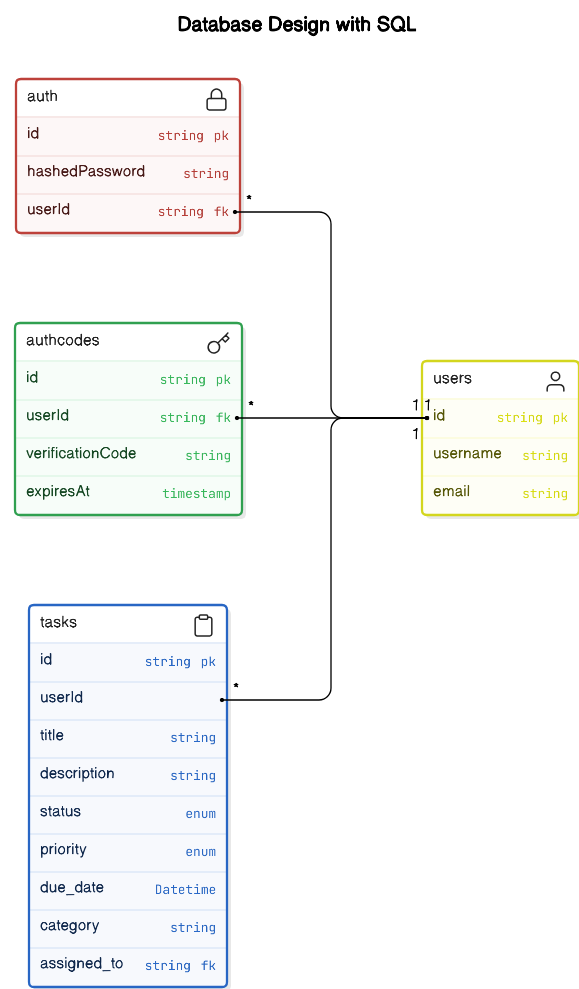 Database Design with SQL
auth
id string pk
hashedPassword string
userId string fk
*
authcodes
id string pk
userId string fk
verificationCode string
expiresAt timestamp
*
users
id string pk
username string
email string
1 1
1
tasks
id string pk
userId
title string
description string
status enum
priority enum
due_date Datetime
category string
assigned_to string fk
*